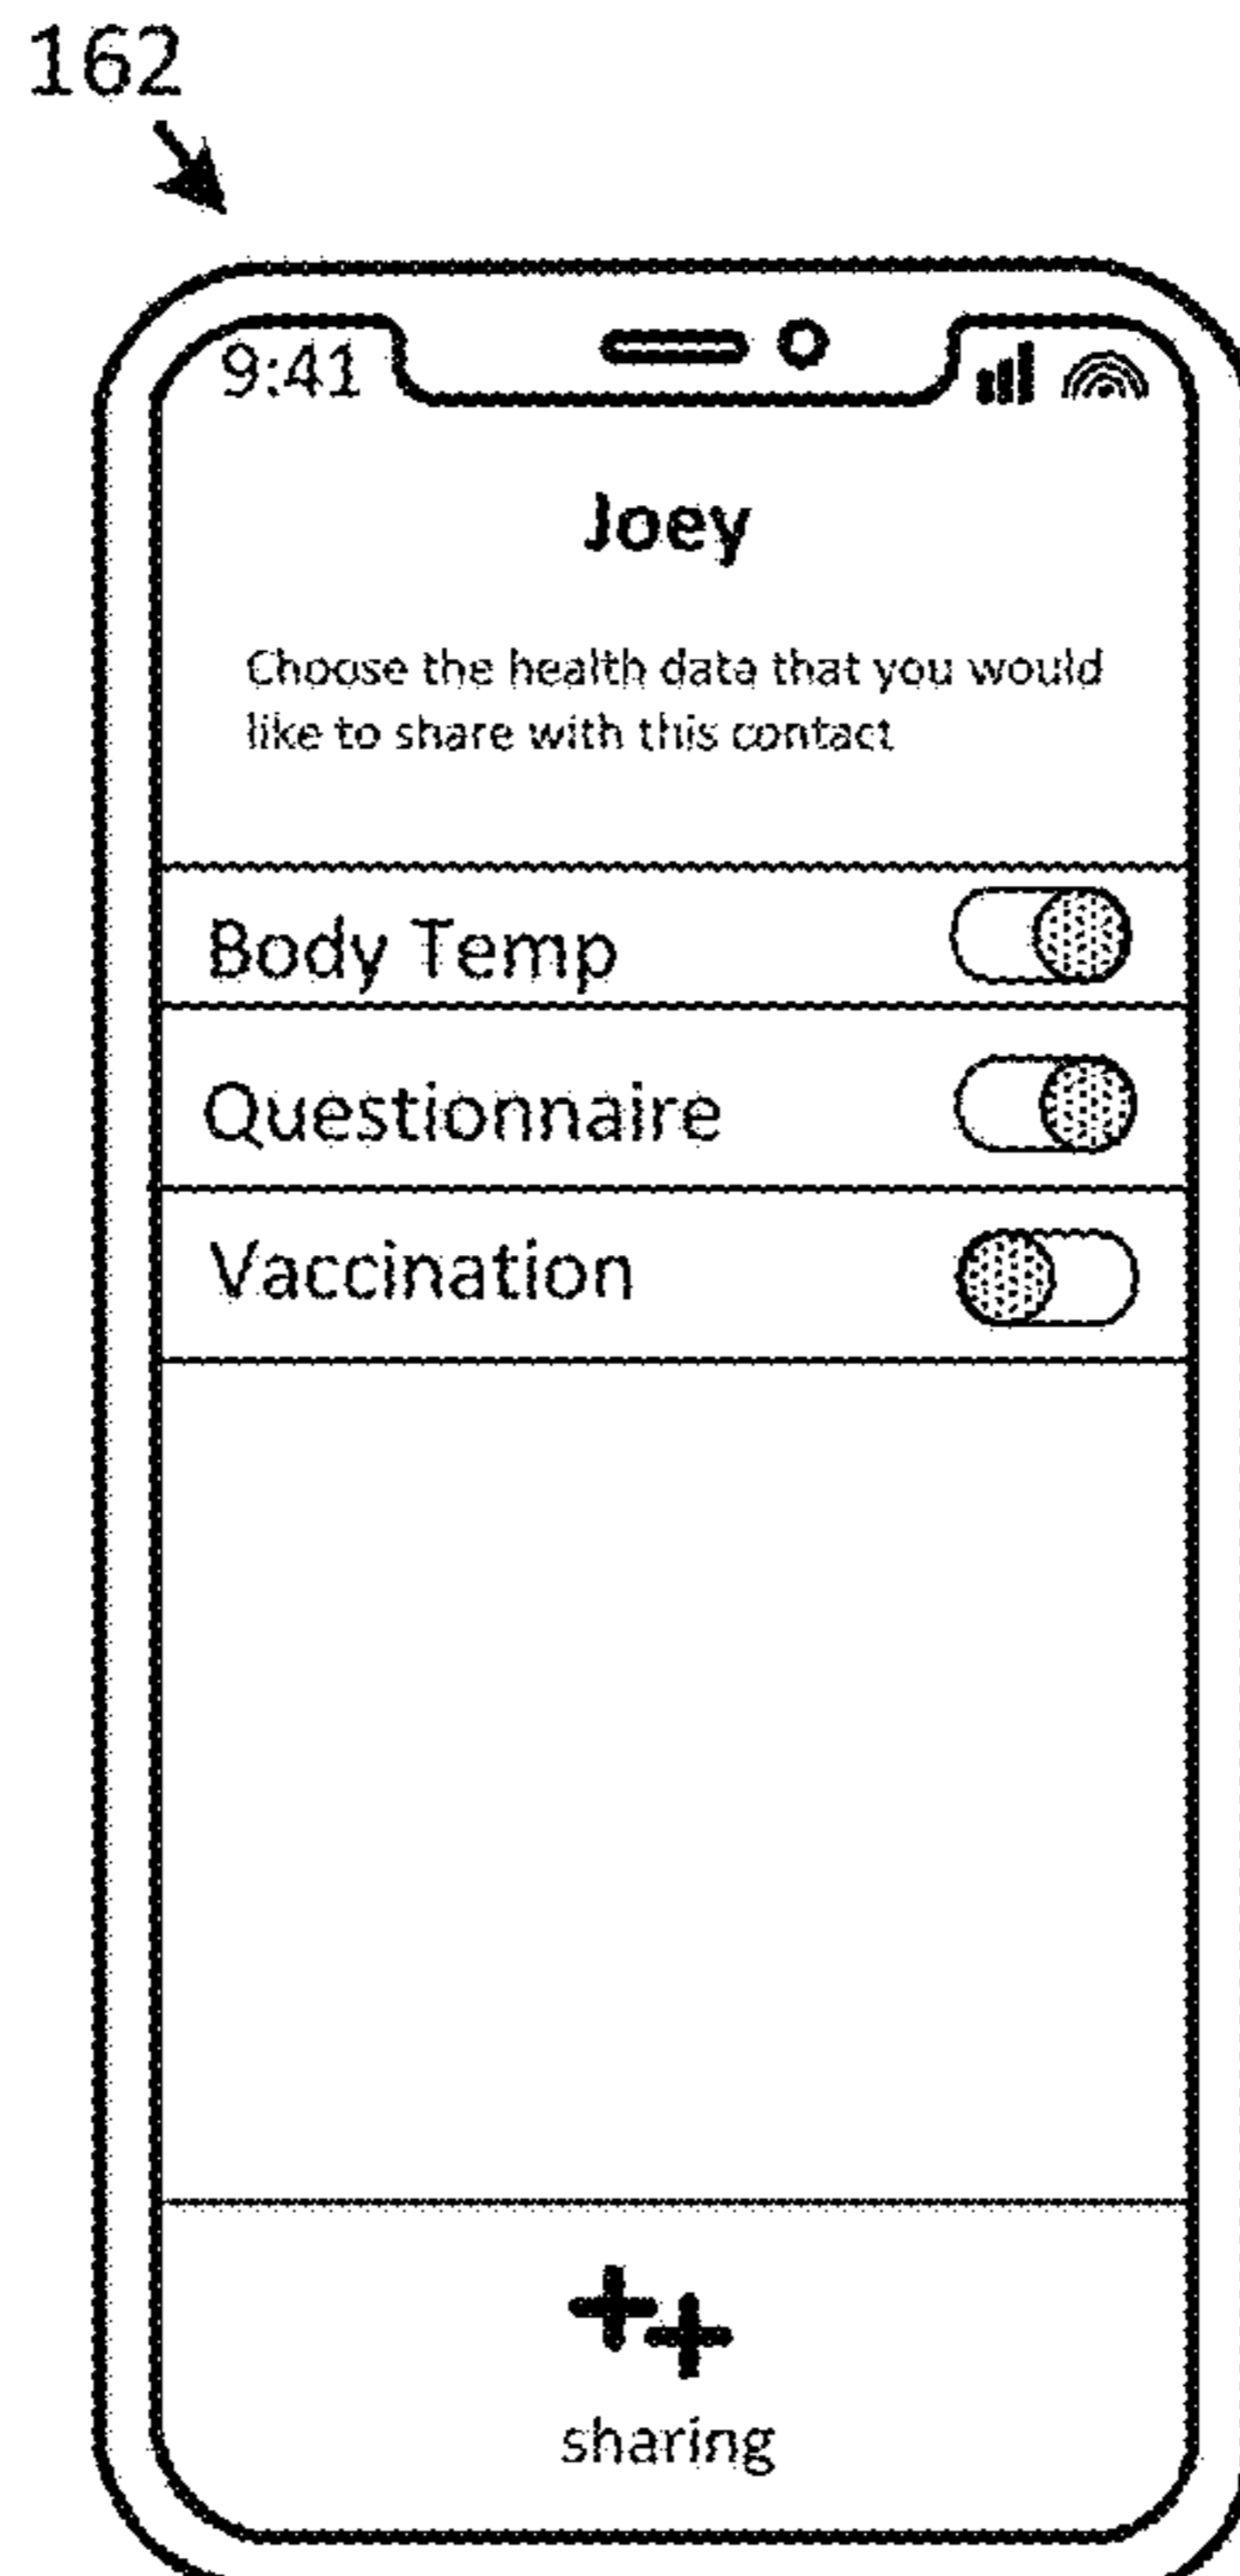 162
9:41
Joey
Choose the health data that you would
like to share with this contact
Body Temp
Questionnaire
Vaccination
sharing